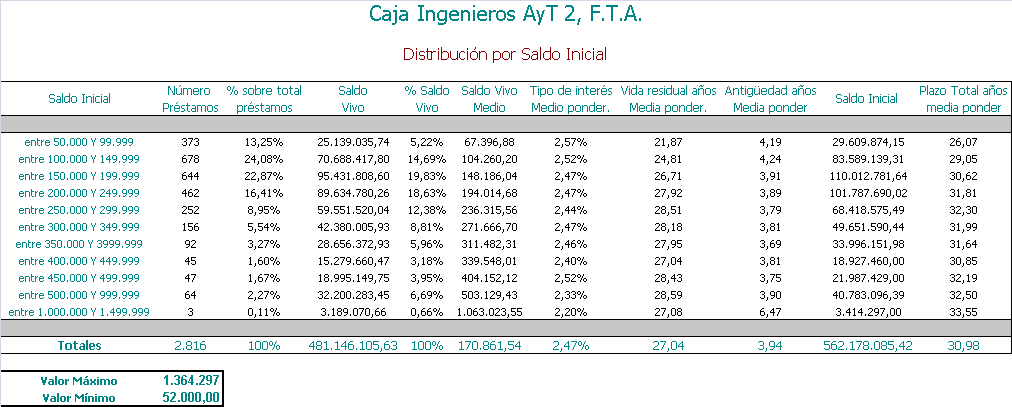 Caja Ingenieros AyT 2, F.T.A.
Distribución por Saldo Inicial
Saldo Inicial Número Préstamos % sobre total préstamos Saldo Vivo % Saldo Vivo Saldo Vivo Medio Tipo de interés Medio ponder. Vida residual años Media ponder. Antigüedad años Media ponder Saldo Inicial Plazo Total años media ponder
entre 50.000 Y 99.999 373 13,25% 25.139.035,74 5,22% 67.396,88 2,57% 21,87 4,19 29.609.874,15 26,07
entre 100.000 Y 149.999 678 24,08% 70.688.417,80 14,69% 104.260,20 2,52% 24,81 4,24 83.589.139,31 29,05
entre 150.000 Y 199.999 644 22,87% 95.431.808,60 19,83% 148.186,04 2,47% 26,71 3,91 110.012.781,64 30,62
entre 200.000 Y 249.999 462 16,41% 89.634.780,26 18,63% 194.014,68 2,47% 27,92 3,89 101.787.690,02 31,81
entre 250.000 Y 299.999 252 8,95% 59.551.520,04 12,38% 236.315,56 2,44% 28,51 3,79 68.418.575,49 32,30
entre 300.000 Y 349.999 156 5,54% 42.380.005,93 8,81% 271.666,70 2,47% 28,18 3,81 49.651.590,44 31,99
entre 350.000 Y 3999.999 92 3,27% 28.656.372,93 5,96% 311.482,31 2,46% 27,95 3,69 33.996.151,98 31,64
entre 400.000 Y 449.999 45 1,60% 15.279.660,47 3,18% 339.548,01 2,40% 27,04 3,81 18.927.460,00 30,85
entre 450.000 Y 499.999 47 1,67% 18.995.149,75 3,95% 404.152,12 2,52% 28,43 3,75 21.987.429,00 32,19
entre 500.000 Y 999.999 64 2,27% 32.200.283,45 6,69% 503.129,43 2,33% 28,59 3,90 40.783.096,39 32,50
entre 1.000.000 Y 1.499.999 3 0,11% 3.189.070,66 0,66% 1.063.023,55 2,20% 27,08 6,47 3.414.297,00 33,55
Totales 2.816 100% 481.146.105,63 100% 170.861,54 2,47% 27,04 3,94 562.178.085,42 30,98
Valor Máximo 1.364.297
Valor Mínimo 52.000,00